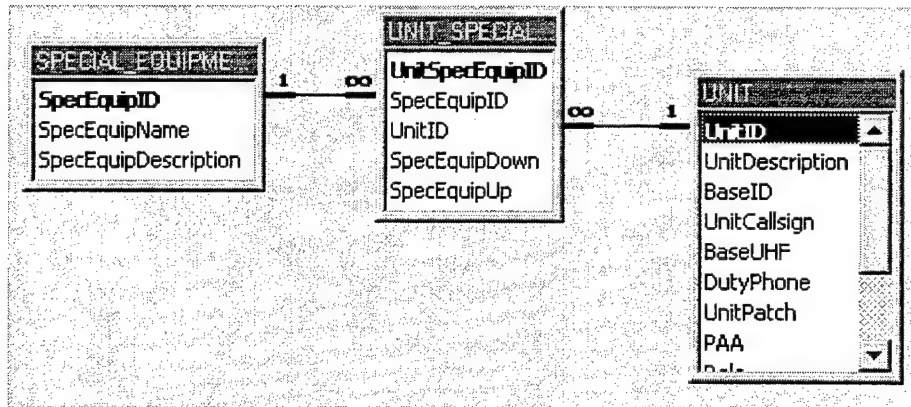 SPECIAL_EQUIPME...
SpecEquipID
SpecEquipName
SpecEquipDescription
1 ∞
UNIT_SPECIAL...
UnitSpecEquipID
SpecEquipID
UnitID
SpecEquipDown
SpecEquipUp
∞ 1
UNIT
UnitID
UnitDescription
BaseID
UnitCallsign
BaseUHF
DutyPhone
UnitPatch
PAA